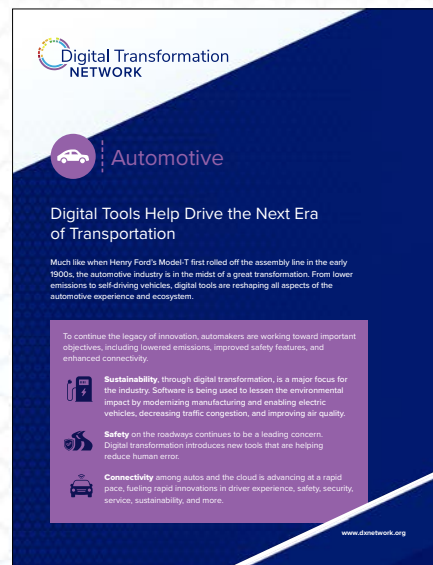 Digital Transformation
NETWORK
Automotive
Digital Tools Help Drive the Next Era
of Transportation
Much like when Henry Ford's Model-T first rolled off the assembly line in the early
1900s, the automotive industry is in the midst of a great transformation. From lower
emissions to self-driving vehicles, digital tools are reshaping all aspects of the
automotive experience and ecosystem.
To continue the legacy of innovation, automakers are working toward important
objectives, including lowered emissions, improved safety features, and
enhanced connectivity.
Sustainability, through digital transformation, is a major focus for
the industry. Software is being used to lessen the environmental
impact by modernizing manufacturing and enabling electric
vehicles, decreasing traffic congestion, and improving air quality.
Safety on the roadways continues to be a leading concern.
Digital transformation introduces new tools that are helping
reduce human error.
Connectivity among autos and the cloud is advancing at a rapid
pace, fueling rapid innovations in driver experience, safety, security,
service, sustainability, and more.
www.dxnetwork.org